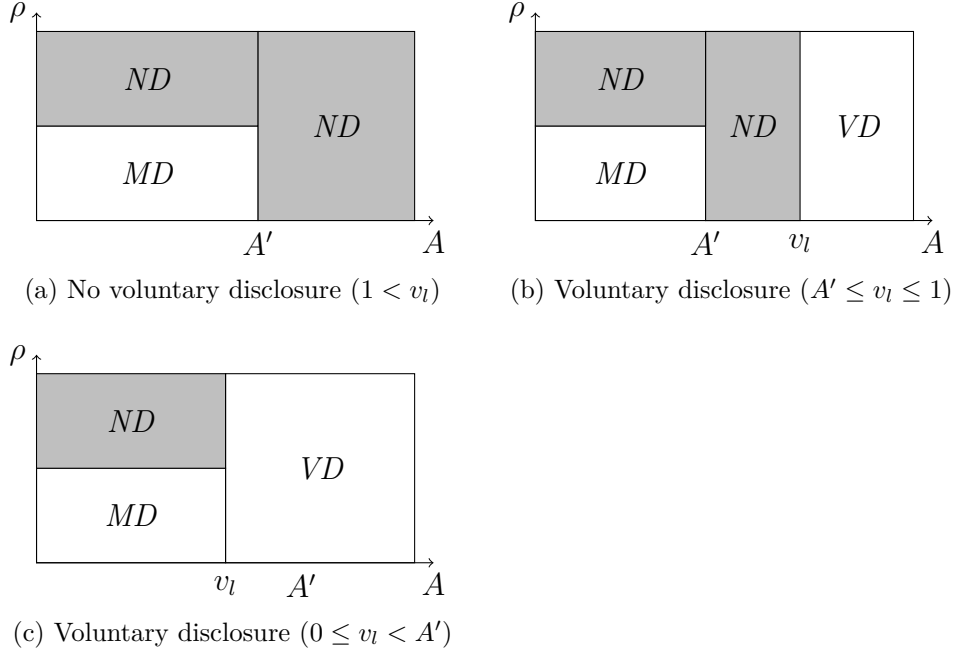 ρ
ND
MD
ND
A′
A
(a) No voluntary disclosure (1 < v_l)
ρ
ND
MD
ND
VD
A′
v_l
A
(b) Voluntary disclosure (A′ ≤ v_l ≤ 1)
ρ
ND
MD
VD
v_l
A′
A
(c) Voluntary disclosure (0 ≤ v_l < A′)